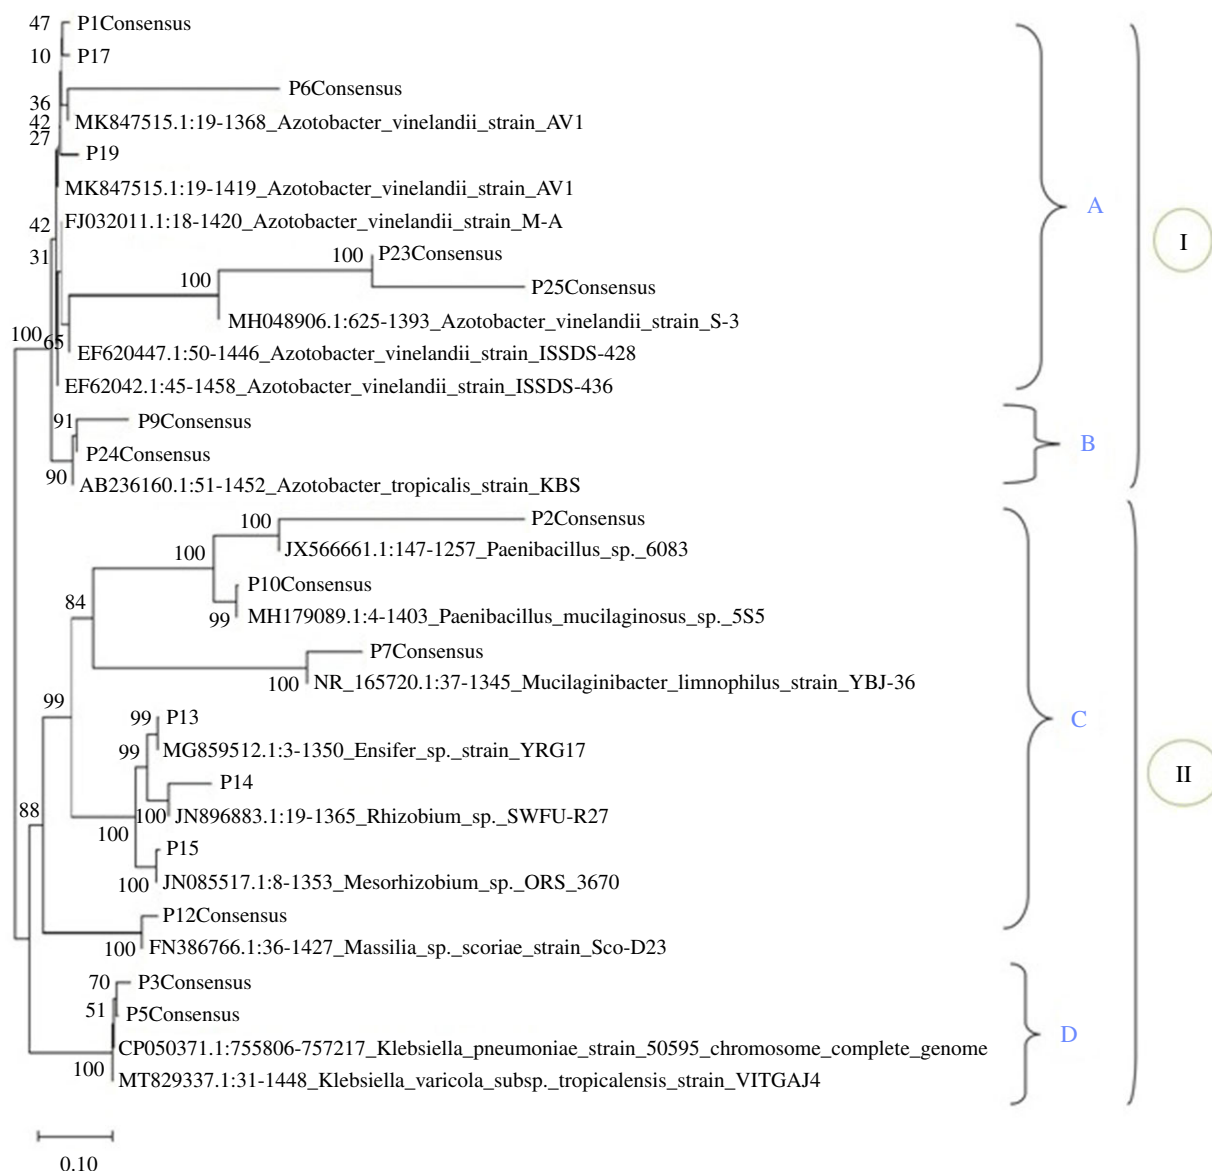 47 P1Consensus
10 P17
P6Consensus
36
42 MK847515.1:19-1368_Azotobacter_vinelandii_strain_AV1
27
P19
MK847515.1:19-1419_Azotobacter_vinelandii_strain_AV1
A
42 FJ032011.1:18-1420_Azotobacter_vinelandii_strain_M-A
I
31 100 P23Consensus
100 P25Consensus
MH048906.1:625-1393_Azotobacter_vinelandii_strain_S-3
100 65 EF620447.1:50-1446_Azotobacter_vinelandii_strain_ISSDS-428
EF62042.1:45-1458_Azotobacter_vinelandii_strain_ISSDS-436
91 P9Consensus
B
P24Consensus
90 AB236160.1:51-1452_Azotobacter_tropicalis_strain_KBS
100 P2Consensus
100 JX566661.1:147-1257_Paenibacillus_sp._6083
P10Consensus
84
99 MH179089.1:4-1403_Paenibacillus_mucilaginosus_sp._5S5
P7Consensus
100 NR_165720.1:37-1345_Mucilaginibacter_limnophilus_strain_YBJ-36
99
99 P13
C
99 MG859512.1:3-1350_Ensifer_sp._strain_YRG17
II
P14
88
100 JN896883.1:19-1365_Rhizobium_sp._SWFU-R27
100
P15
100 JN085517.1:8-1353_Mesorhizobium_sp._ORS_3670
P12Consensus
100 FN386766.1:36-1427_Massilia_sp._scoriae_strain_Sco-D23
70 P3Consensus
51 P5Consensus
D
CP050371.1:755806-757217_Klebsiella_pneumoniae_strain_50595_chromosome_complete_genome
100
MT829337.1:31-1448_Klebsiella_varicola_subsp._tropicalensis_strain_VITGAJ4
0.10